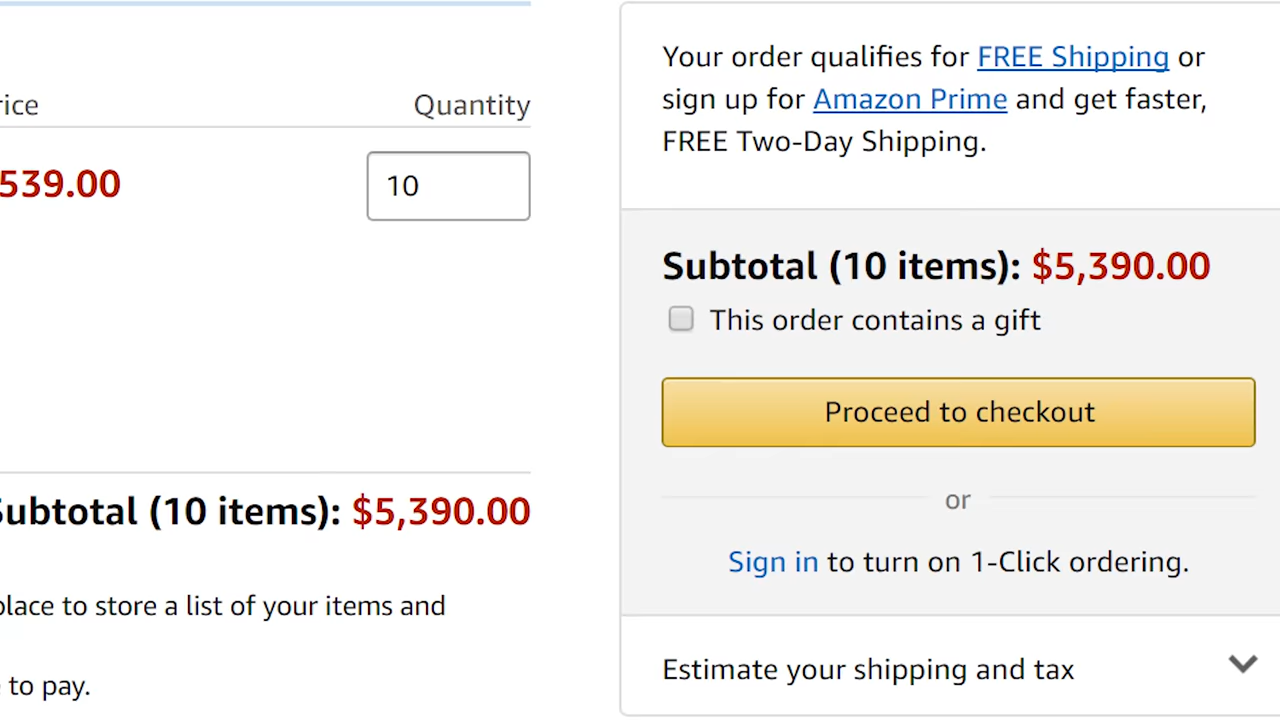 rice
Quantity
539.00
10
Subtotal (10 items): $5,390.00
place to store a list of your items and
to pay.
Your order qualifies for FREE Shipping or
sign up for Amazon Prime and get faster,
FREE Two-Day Shipping.
Subtotal (10 items): $5,390.00
This order contains a gift
Proceed to checkout
or
Sign in to turn on 1-Click ordering.
Estimate your shipping and tax